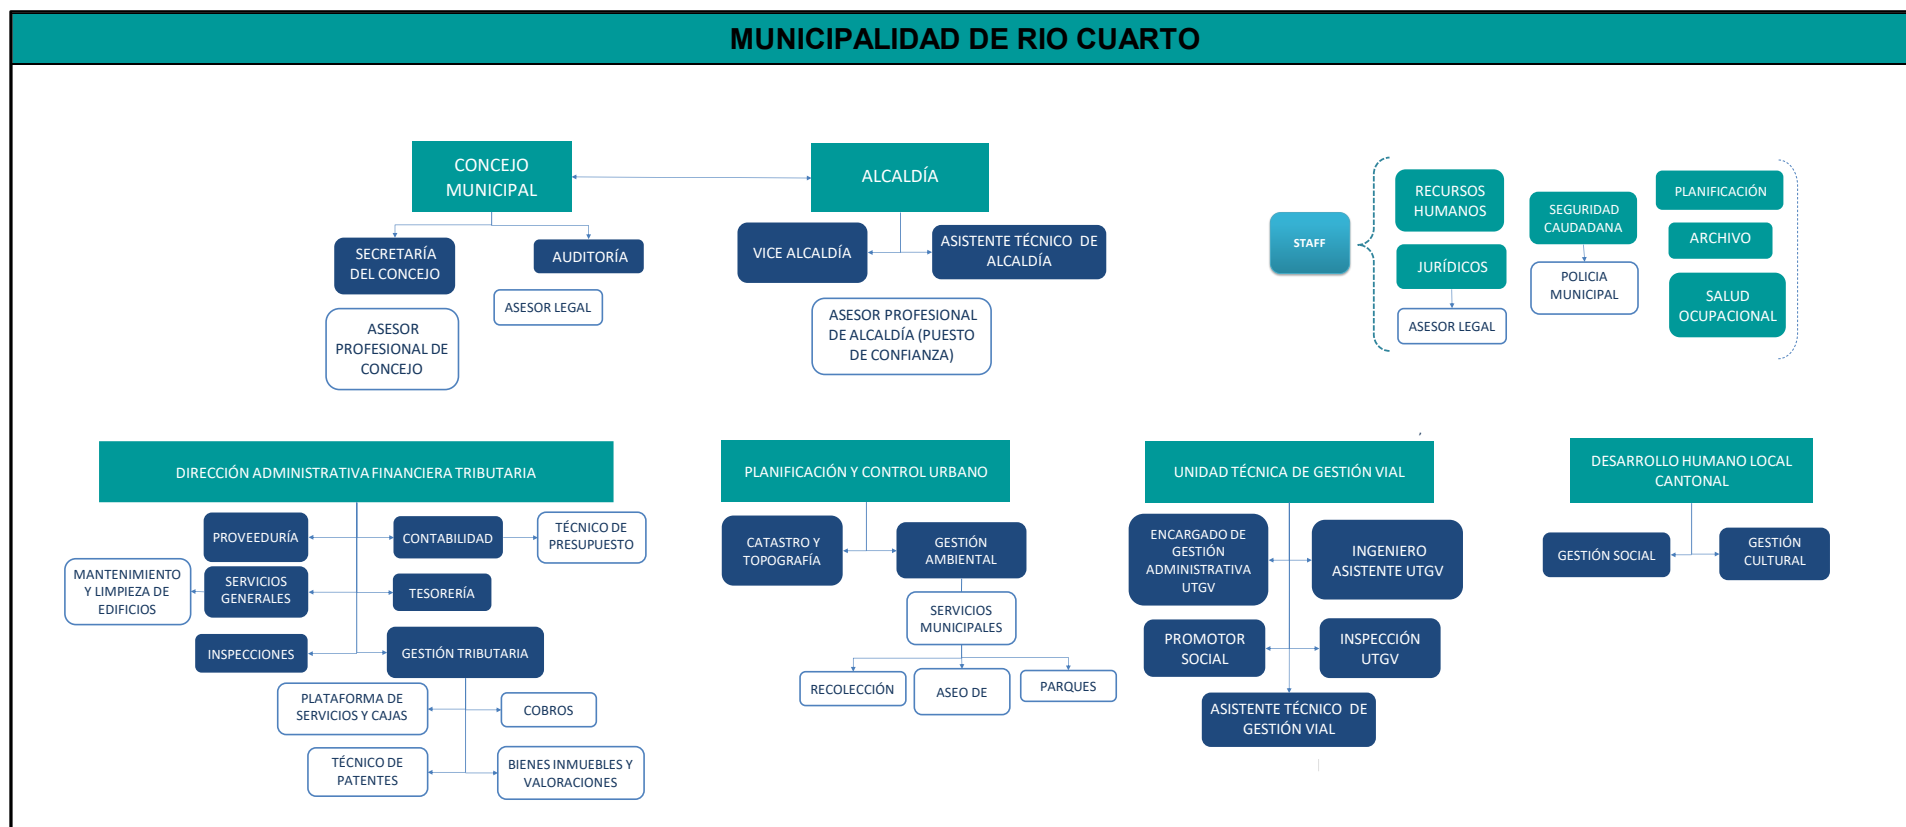 MUNICIPALIDAD DE RIO CUARTO
CONCEJO
MUNICIPAL
ALCALDÍA
SECRETARÍA
DEL CONCEJO
AUDITORÍA
ASESOR LEGAL
ASESOR
PROFESIONAL DE
CONCEJO
VICE ALCALDÍA
ASISTENTE TÉCNICO DE
ALCALDÍA
ASESOR PROFESIONAL
DE ALCALDÍA (PUESTO
DE CONFIANZA)
STAFF
RECURSOS
HUMANOS
JURÍDICOS
ASESOR LEGAL
SEGURIDAD
CAUDADANA
POLICIA
MUNICIPAL
PLANIFICACIÓN
ARCHIVO
SALUD
OCUPACIONAL
DIRECCIÓN ADMINISTRATIVA FINANCIERA TRIBUTARIA
PROVEEDURÍA
CONTABILIDAD
TÉCNICO DE
PRESUPUESTO
MANTENIMIENTO
Y LIMPIEZA DE
EDIFICIOS
SERVICIOS
GENERALES
TESORERÍA
INSPECCIONES
GESTIÓN TRIBUTARIA
PLATAFORMA DE
SERVICIOS Y CAJAS
COBROS
TÉCNICO DE
PATENTES
BIENES INMUEBLES Y
VALORACIONES
PLANIFICACIÓN Y CONTROL URBANO
CATASTRO Y
TOPOGRAFÍA
GESTIÓN
AMBIENTAL
SERVICIOS
MUNICIPALES
RECOLECCIÓN
ASEO DE
PARQUES
UNIDAD TÉCNICA DE GESTIÓN VIAL
ENCARGADO DE
GESTIÓN
ADMINISTRATIVA
UTGV
INGENIERO
ASISTENTE UTGV
PROMOTOR
SOCIAL
INSPECCIÓN
UTGV
ASISTENTE TÉCNICO DE
GESTIÓN VIAL
DESARROLLO HUMANO LOCAL
CANTONAL
GESTIÓN SOCIAL
GESTIÓN
CULTURAL